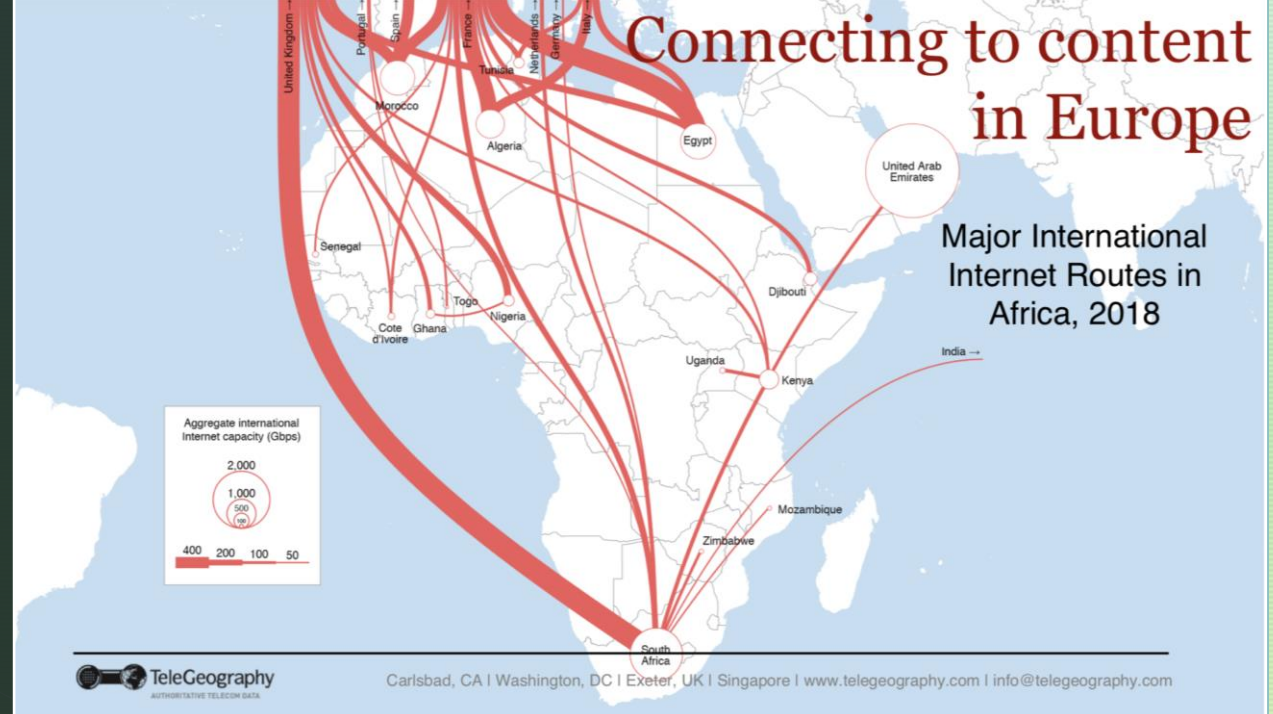 Connecting to content
in Europe
Major International
Internet Routes in
Africa, 2018
United Kingdom →
Portugal →
Spain →
France →
Netherlands →
Germany →
Italy →
Tunisia
Morocco
Algeria
Egypt
United Arab
Emirates
Senegal
Togo
Cote
d'Ivoire
Ghana
Nigeria
Djibouti
Uganda
Kenya
India →
Mozambique
Zimbabwe
South
Africa
Aggregate international
Internet capacity (Gbps)
2,000
1,000
500
100
400 200 100 50
TeleGeography
AUTHORITATIVE TELECOM DATA
Carlsbad, CA | Washington, DC | Exeter, UK | Singapore | www.telegeography.com | info@telegeography.com